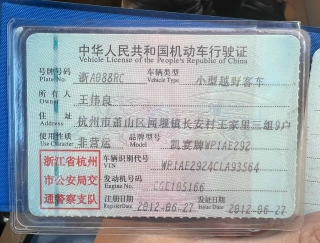 中华人民共和国机动车行驶证
Vehicle License of the People's Republic of China
号牌号码 浙A088RC 车辆类型 小型越野客车
Plate No. Vehicle Type
所有人 王伟良
Owner
住址 杭州市萧山区闻堰镇长安村王家里三组9户
Address
使用性质 非营运 品牌型号 凯宴牌WP1AE292
Use Character Model
浙江省杭州
市公安局交
通警察支队
车辆识别代号 WP1AE2924CLA93564
VIN
发动机号码
Engine No.
注册日期 2012-06-27 发证日期 2012-06-27
Register Date Issue Date